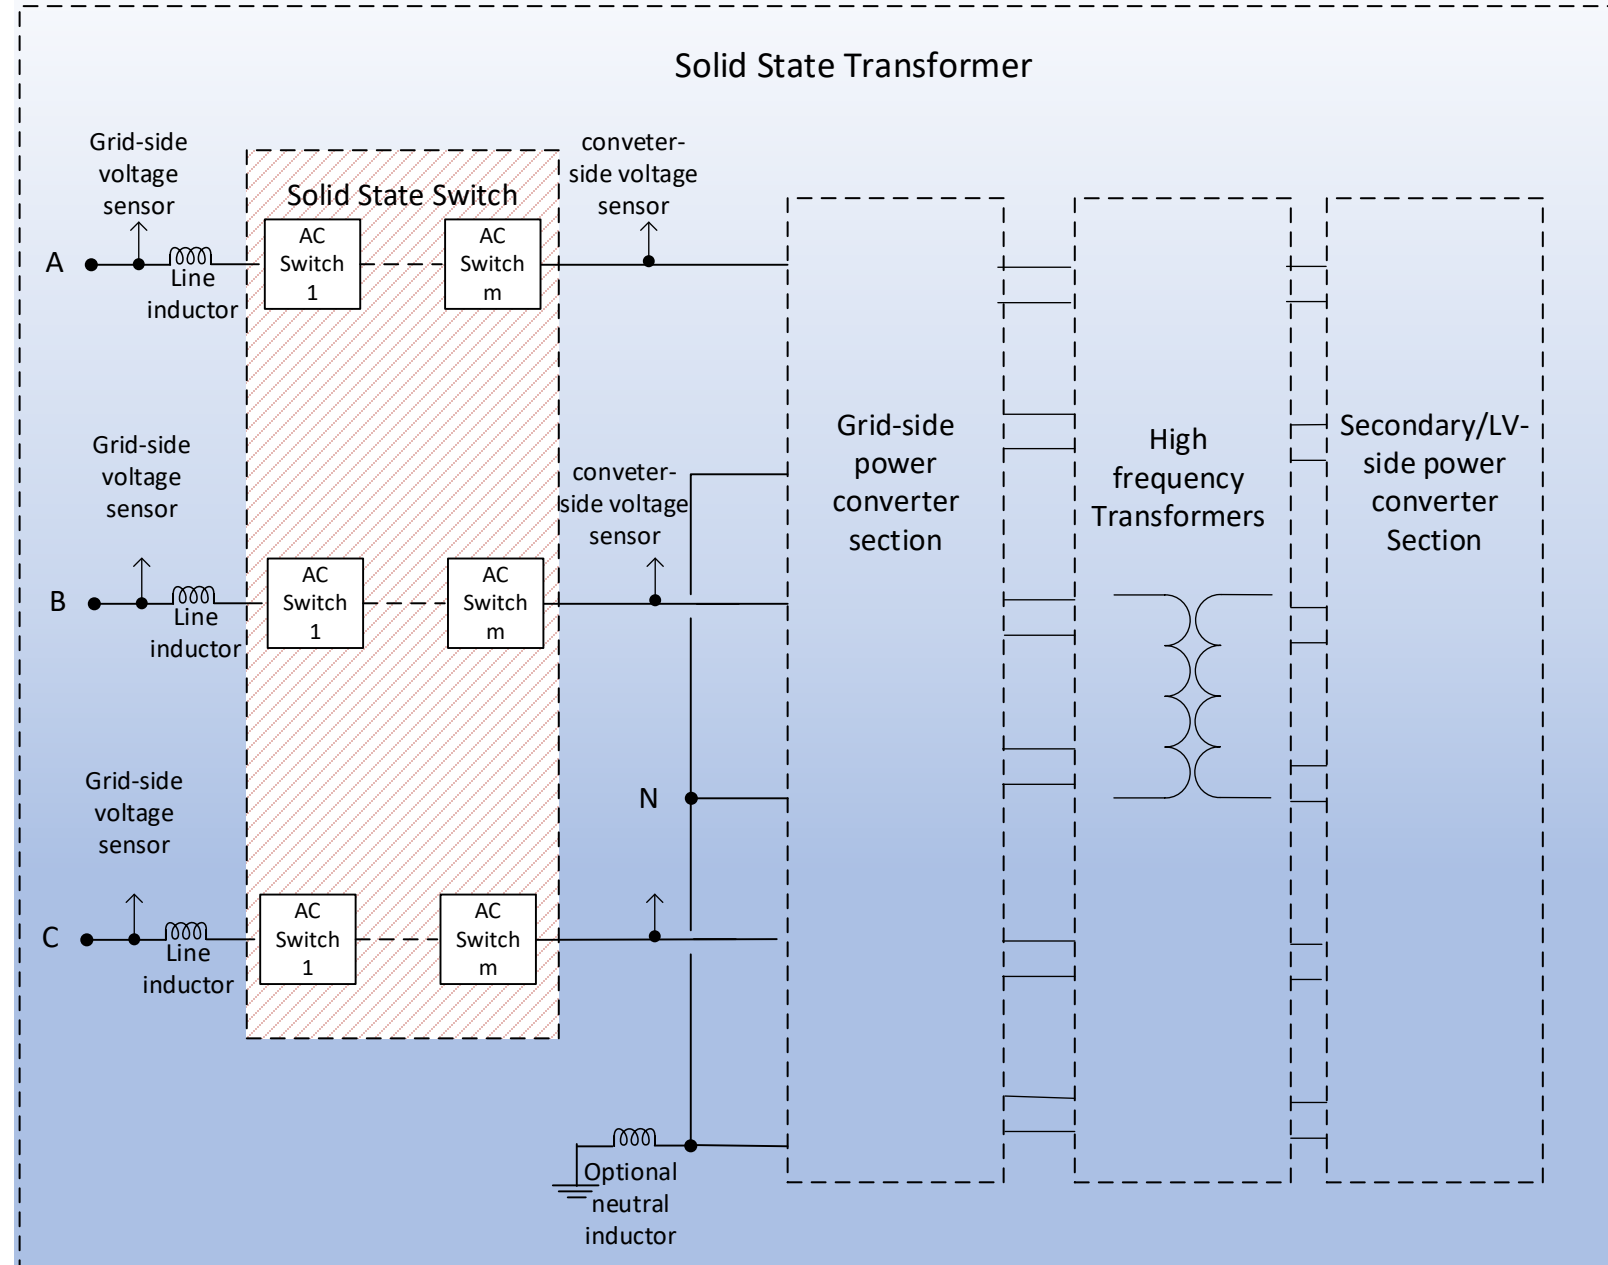 Solid State Transformer
Grid-side
voltage
sensor
Solid State Switch
conveter-
side voltage
sensor
A
Line
inductor
AC
Switch
1
AC
Switch
m
Grid-side
voltage
sensor
conveter-
side voltage
sensor
B
Line
inductor
AC
Switch
1
AC
Switch
m
Grid-side
voltage
sensor
N
C
Line
inductor
AC
Switch
1
AC
Switch
m
Optional
neutral
inductor
Grid-side
power
converter
section
High
frequency
Transformers
Secondary/LV-
side power
converter
Section